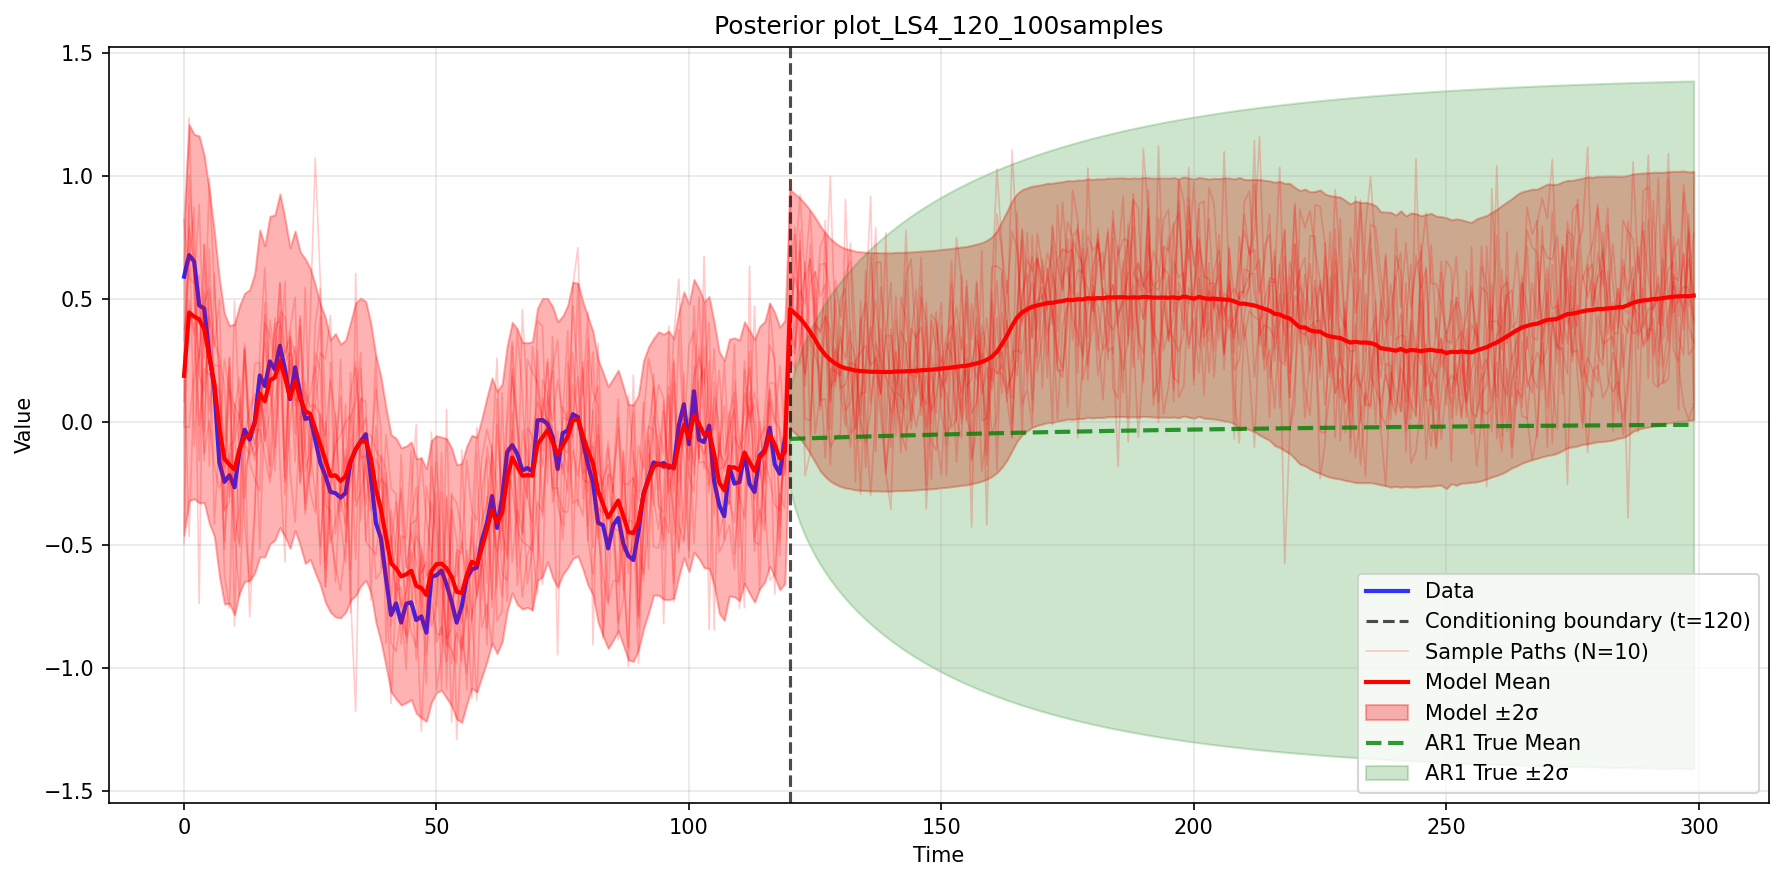 Posterior plot_LS4_120_100samples
1.5
1.0
0.5
0.0
−0.5
−1.0
−1.5
Value
0
50
100
150
200
250
300
Time
Data
Conditioning boundary (t=120)
Sample Paths (N=10)
Model Mean
Model ±2σ
AR1 True Mean
AR1 True ±2σ